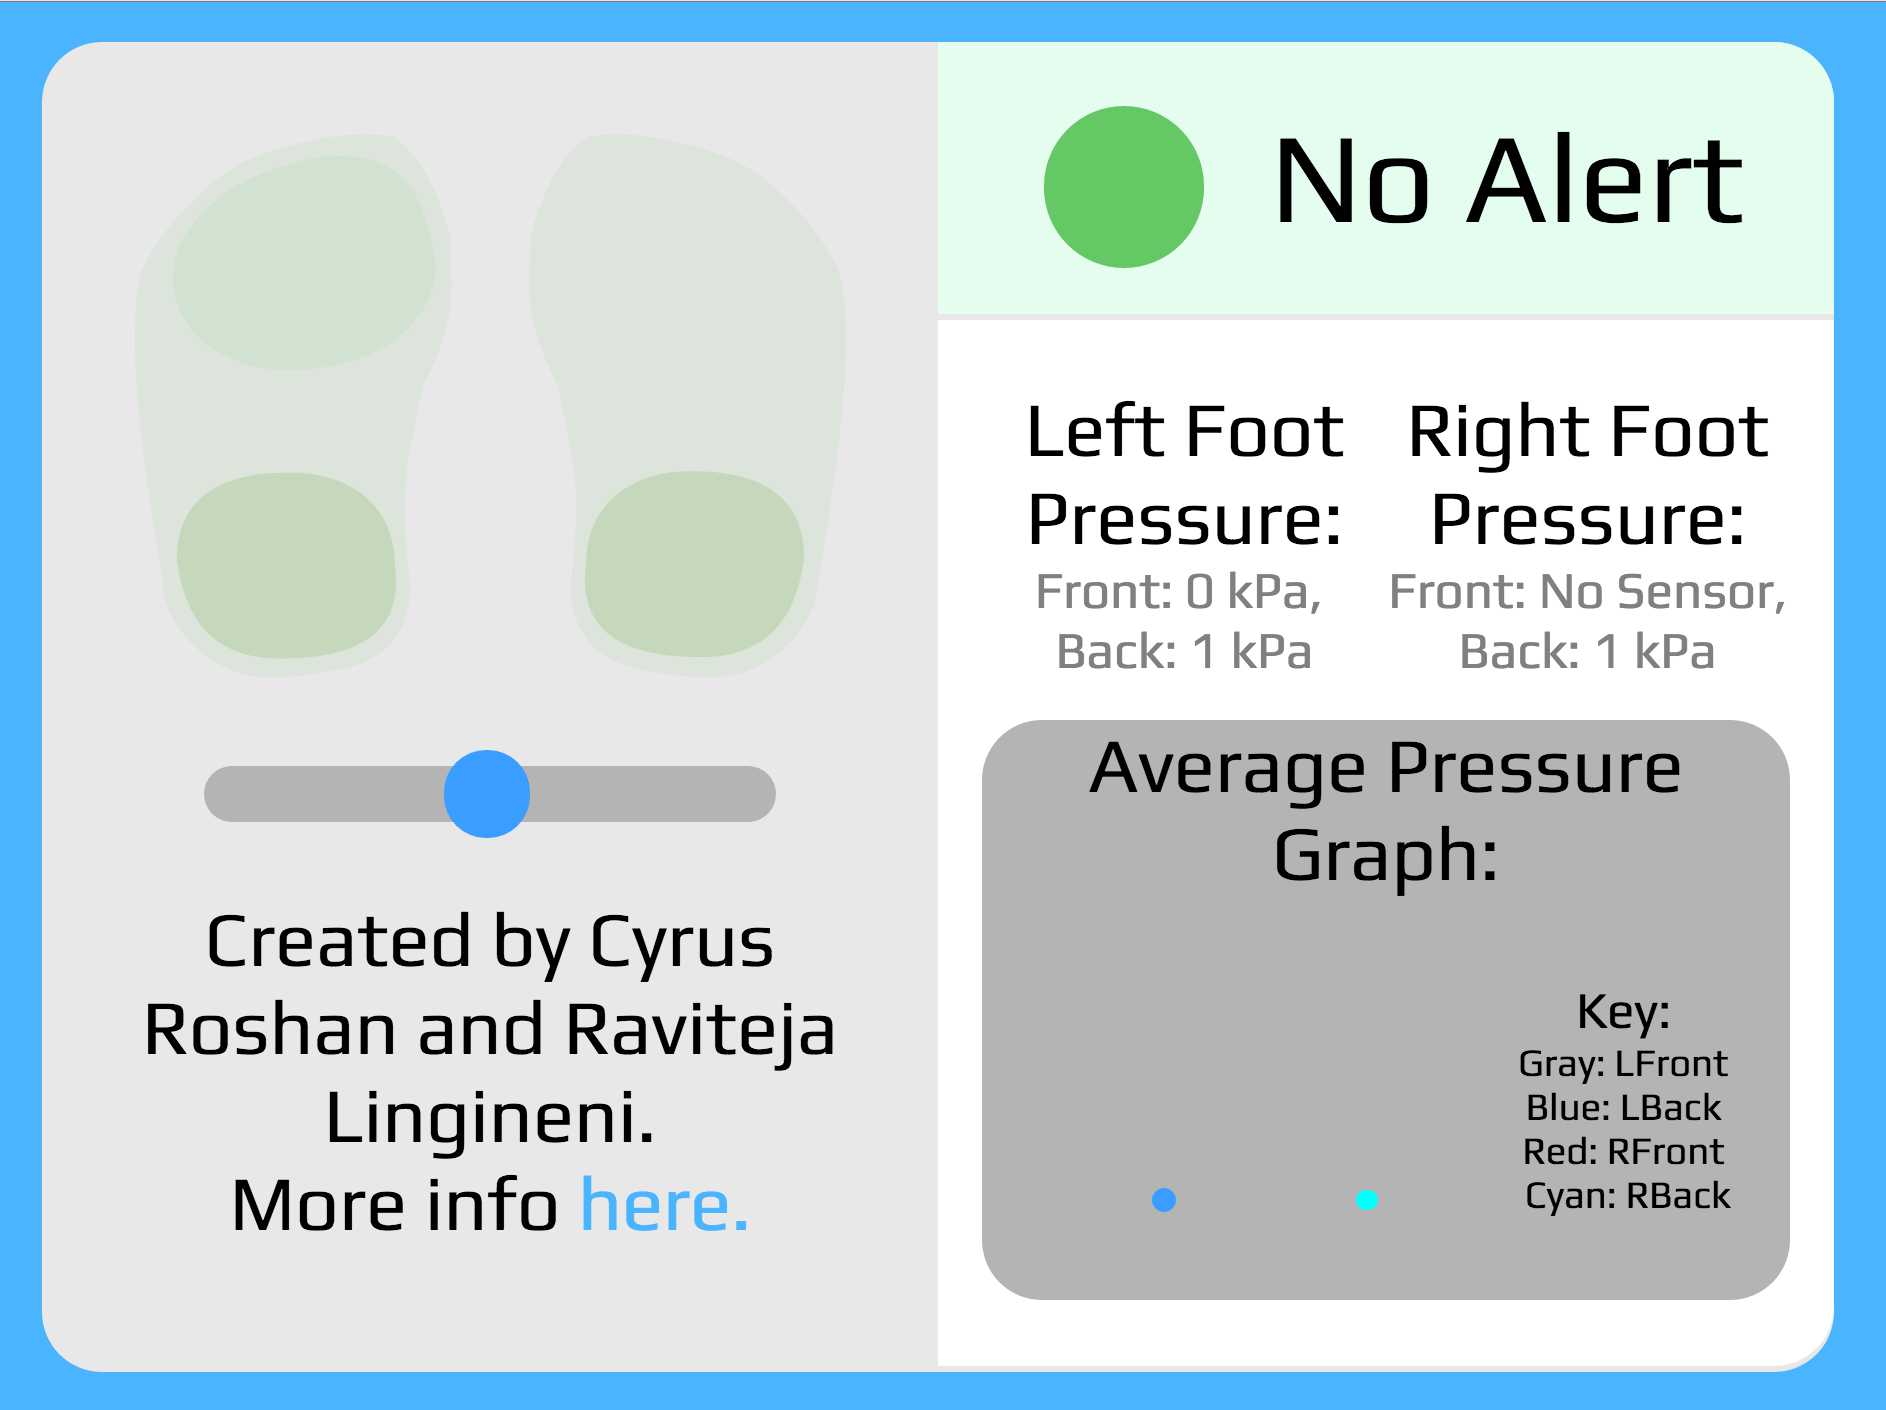 No Alert
Left Foot
Pressure:
Front: 0 kPa,
Back: 1 kPa
Right Foot
Pressure:
Front: No Sensor,
Back: 1 kPa
Average Pressure
Graph:
Key:
Gray: LFront
Blue: LBack
Red: RFront
Cyan: RBack
Created by Cyrus
Roshan and Raviteja
Lingineni.
More info here.